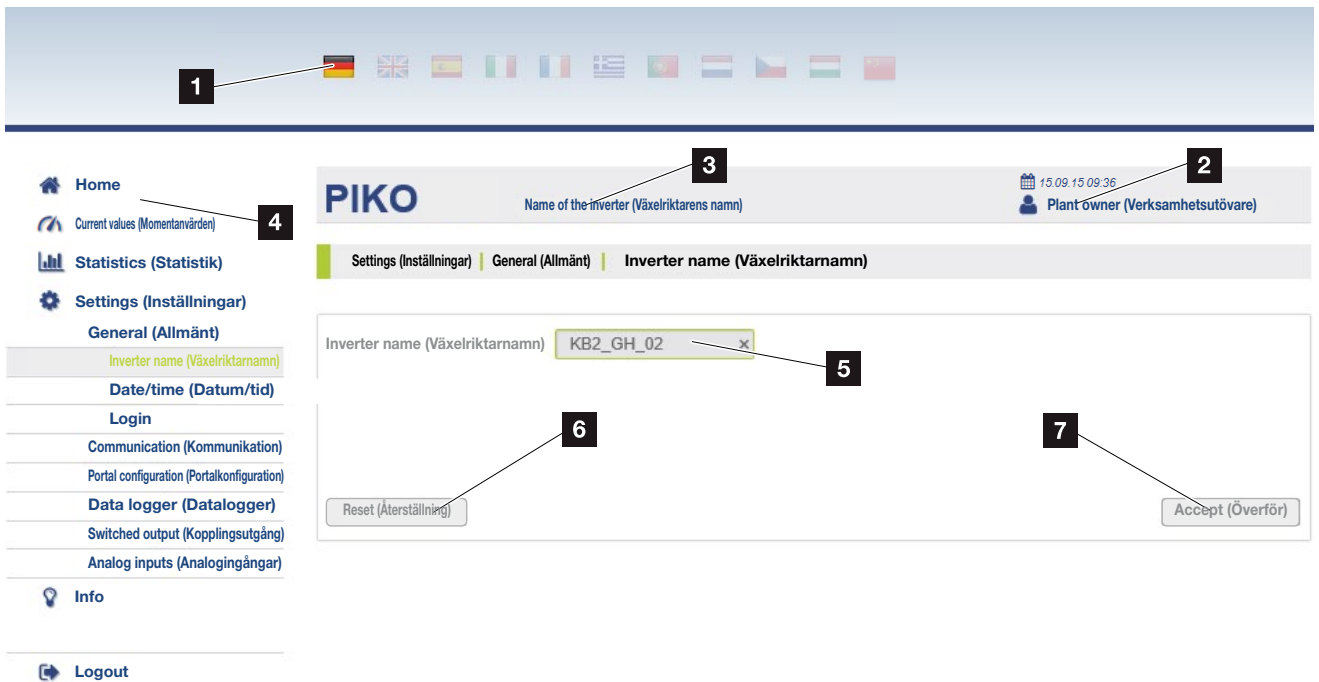 1
3
2
Home
PIKO
15.09.15 09:36
Name of the inverter (Växelriktarens namn)
Plant owner (Verksamhetsutövare)
4
Current values (Momentanvärden)
Statistics (Statistik)
Settings (Inställningar) General (Allmänt) Inverter name (Växelriktarnamn)
Settings (Inställningar)
General (Allmänt)
Inverter name (Växelriktarnamn)
Date/time (Datum/tid)
Login
Communication (Kommunikation)
Portal configuration (Portalkonfiguration)
Data logger (Datalogger)
Switched output (Kopplingsutgång)
Analog inputs (Analogingångar)
Info
Logout
Inverter name (Växelriktarnamn) KB2_GH_02 ×
5
6
7
Reset (Återställning)
Accept (Överför)